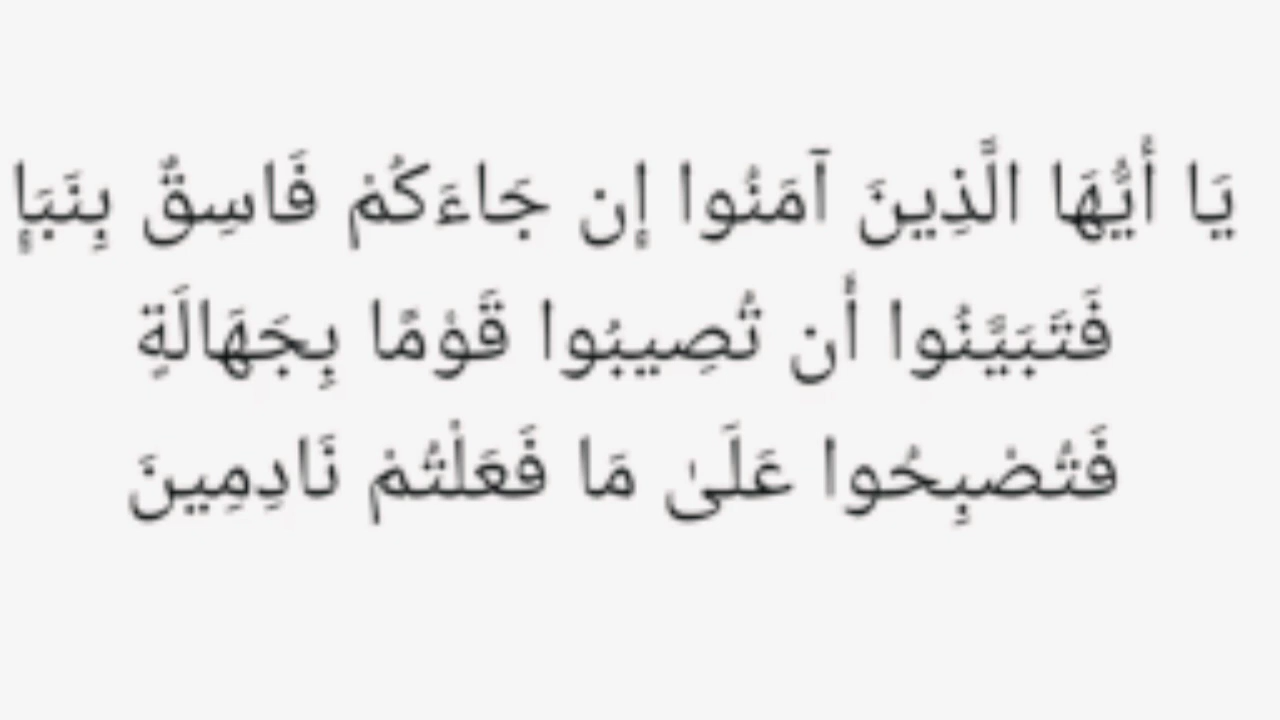 يَا أَيُّهَا الَّذِينَ آمَنُوا إِن جَاءَكُمْ فَاسِقٌ بِنَبَإٍ
فَتَبَيَّنُوا أَن تُصِيبُوا قَوْمًا بِجَهَالَةٍ
فَتُصْبِحُوا عَلَىٰ مَا فَعَلْتُمْ نَادِمِينَ